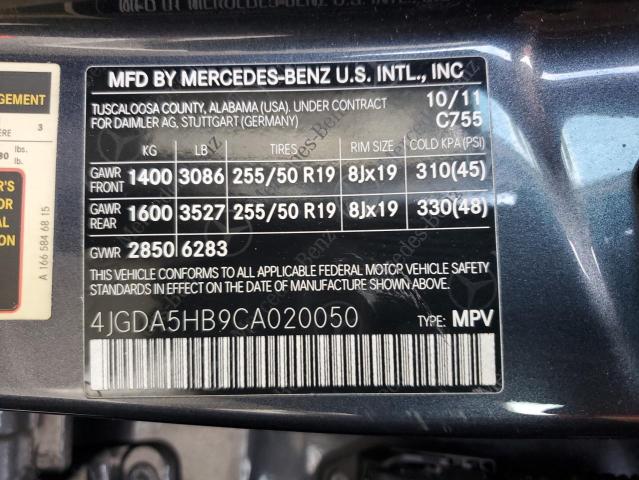 MFD BY MERCEDES-BENZ U.S. INTL., INC
TUSCALOOSA COUNTY, ALABAMA (USA). UNDER CONTRACT 10/11
FOR DAIMLER AG, STUTTGART (GERMANY) C755
KG LB TIRES RIM SIZE COLD KPA (PSI)
GAWR FRONT 1400 3086 255/50 R19 8Jx19 310(45)
GAWR REAR 1600 3527 255/50 R19 8Jx19 330(48)
GVWR 2850 6283
THIS VEHICLE CONFORMS TO ALL APPLICABLE FEDERAL MOTOR VEHICLE SAFETY
STANDARDS IN EFFECT ON THE DATE OF MANUFACTURE SHOWN ABOVE.
4JGDA5HB9CA020050 TYPE: MPV
AGEMENT
3
lbs.
lb.
A 166 584 68 15